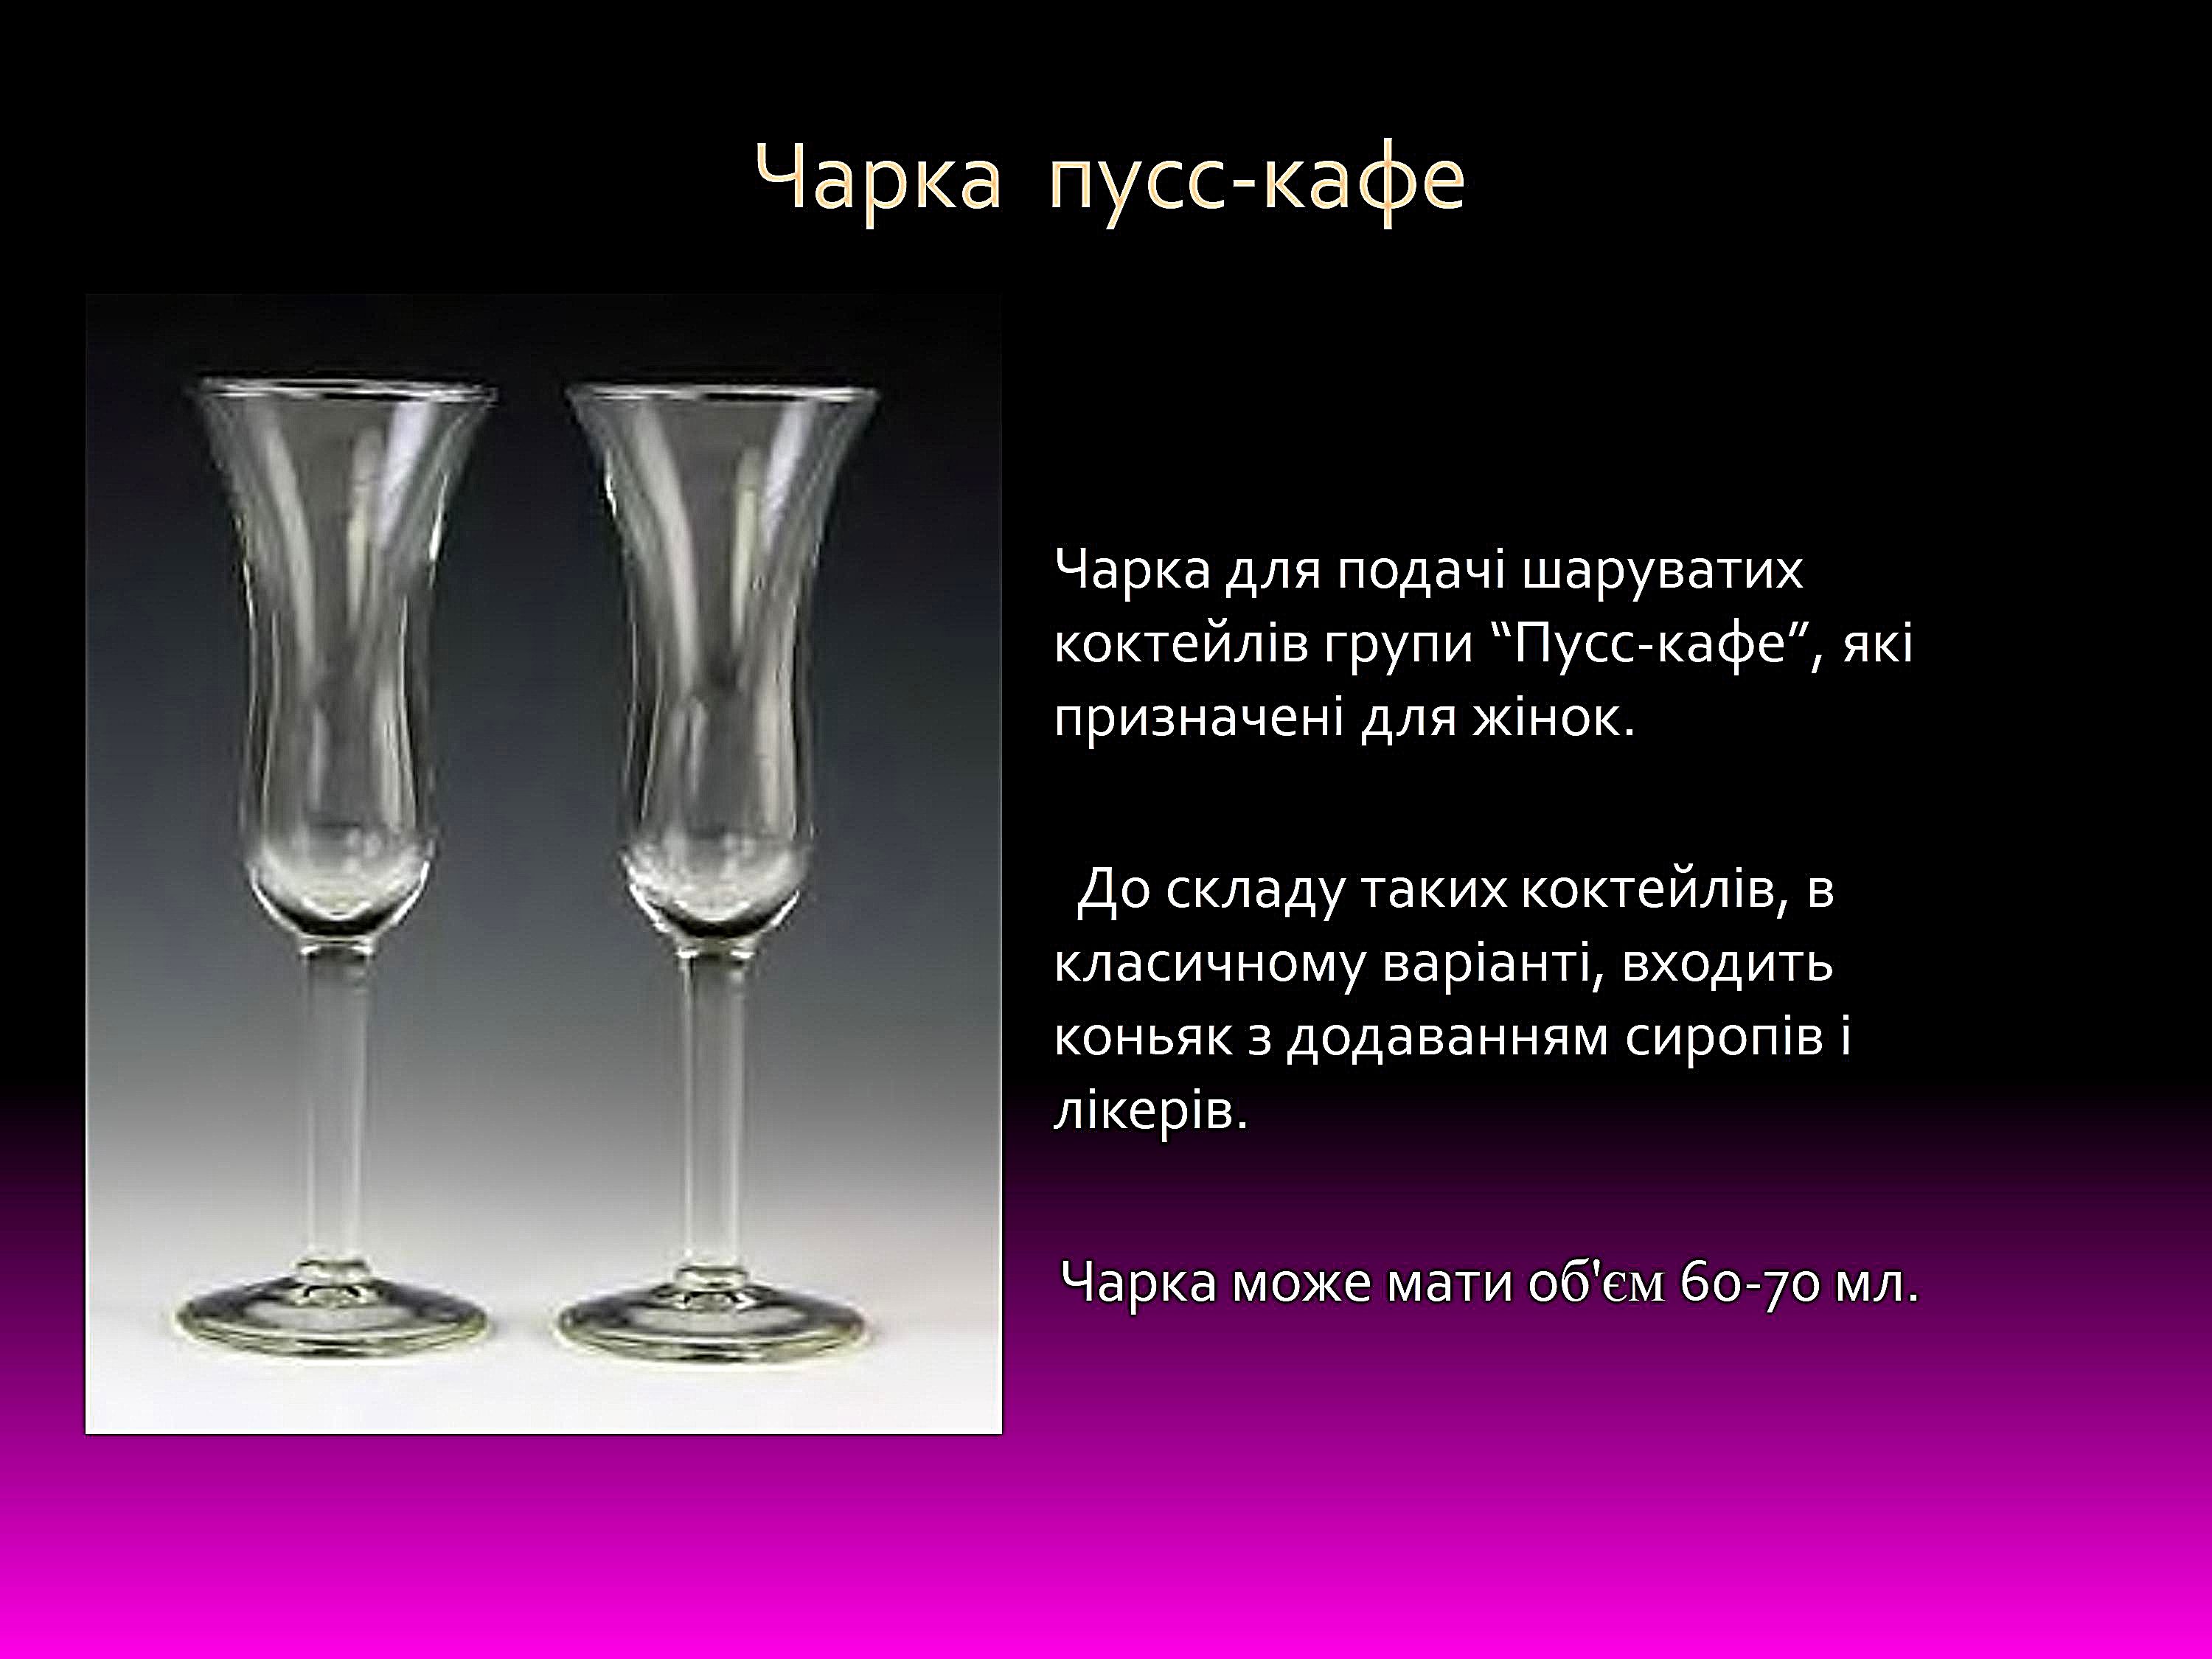 Чарка пусс-кафе
Чарка для подачі шаруватих
коктейлів групи “Пусс-кафе”, які
призначені для жінок.
До складу таких коктейлів, в
класичному варіанті, входить
коньяк з додаванням сиропів і
лікерів.
Чарка може мати об'єм 60-70 мл.